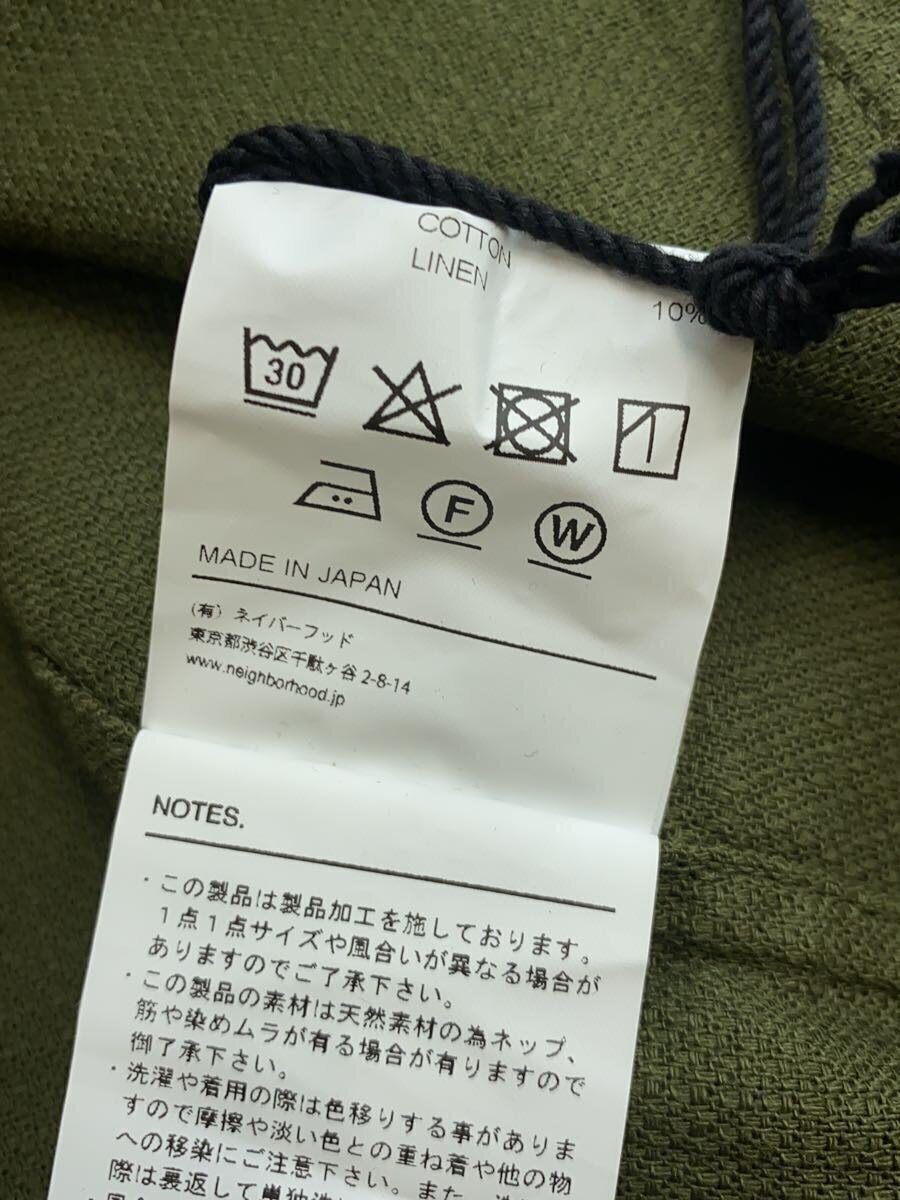 COTTON
LINEN 10%
30
F W
MADE IN JAPAN
(有) ネイバーフッド
東京都渋谷区千駄ヶ谷 2-8-14
www.neighborhood.jp
NOTES.
・この製品は製品加工を施しております。
1点1点サイズや風合いが異なる場合が
ありますのでご了承下さい。
・この製品の素材は天然素材の為ネップ、
筋や染めムラが有る場合が有りますので
御了承下さい。
・洗濯や着用の際は色移りする事がありま
すので摩擦や淡い色との重ね着や他の物
への移染にご注意下さい。また、洗
際は裏返して単独洗